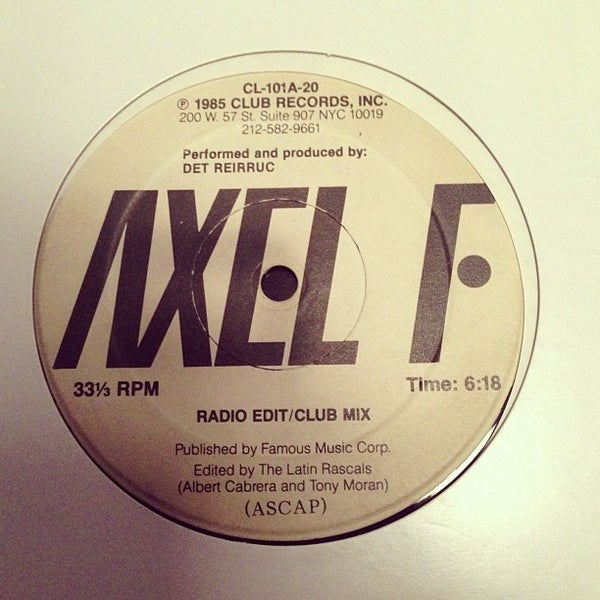 CL-101A-20
℗ 1985 CLUB RECORDS, INC.
200 W. 57 St. Suite 907 NYC 10019
212-582-9661
Performed and produced by:
DET REIRRUC
AXEL F
33⅓ RPM
Time: 6:18
RADIO EDIT/CLUB MIX
Published by Famous Music Corp.
Edited by The Latin Rascals
(Albert Cabrera and Tony Moran)
(ASCAP)